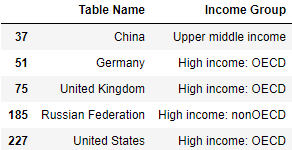 Table Name Income Group
37 China Upper middle income
51 Germany High income: OECD
75 United Kingdom High income: OECD
185 Russian Federation High income: nonOECD
227 United States High income: OECD